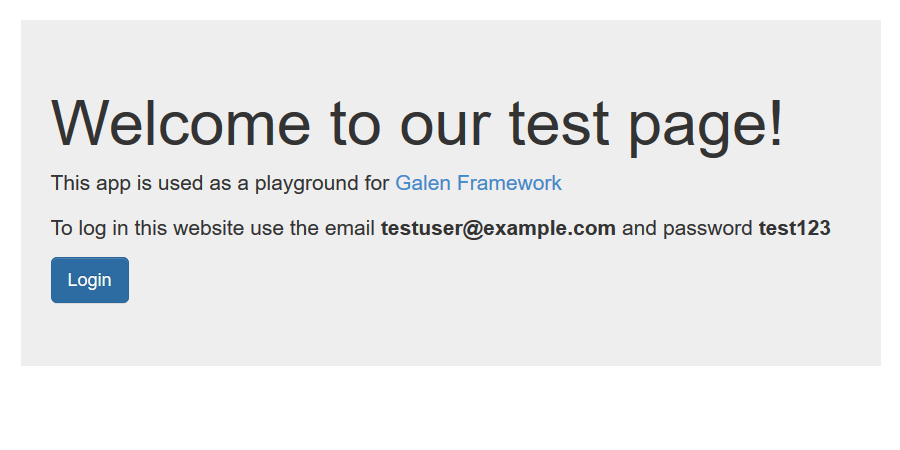 Welcome to our test page!
This app is used as a playground for Galen Framework
To log in this website use the email testuser@example.com and password test123
Login